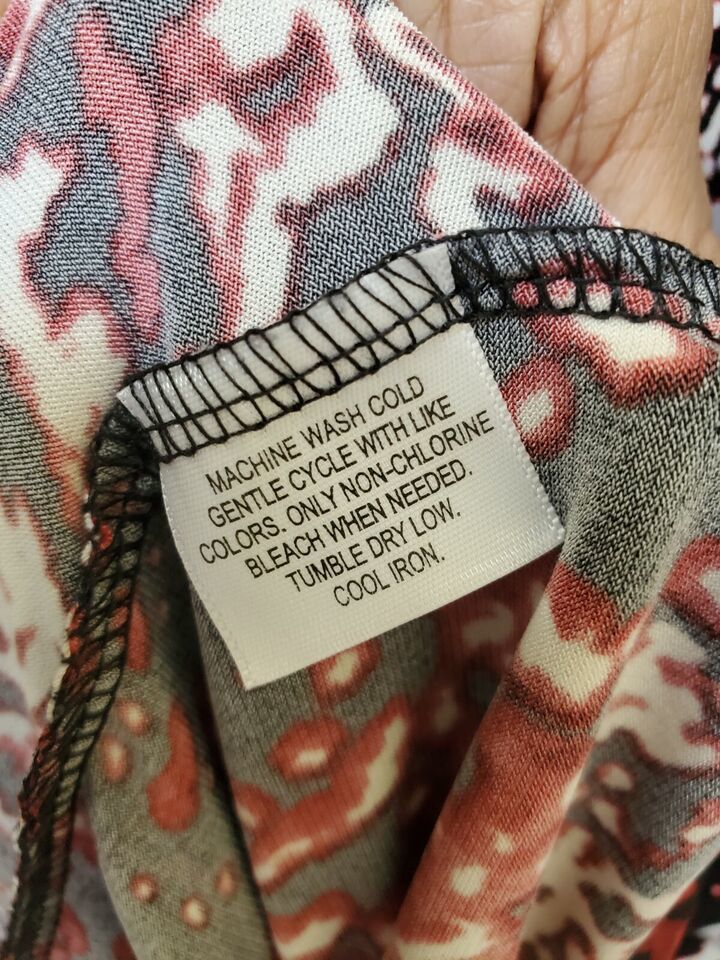 MACHINE WASH COLD
GENTLE CYCLE WITH LIKE
COLORS. ONLY NON-CHLORINE
BLEACH WHEN NEEDED.
TUMBLE DRY LOW.
COOL IRON.